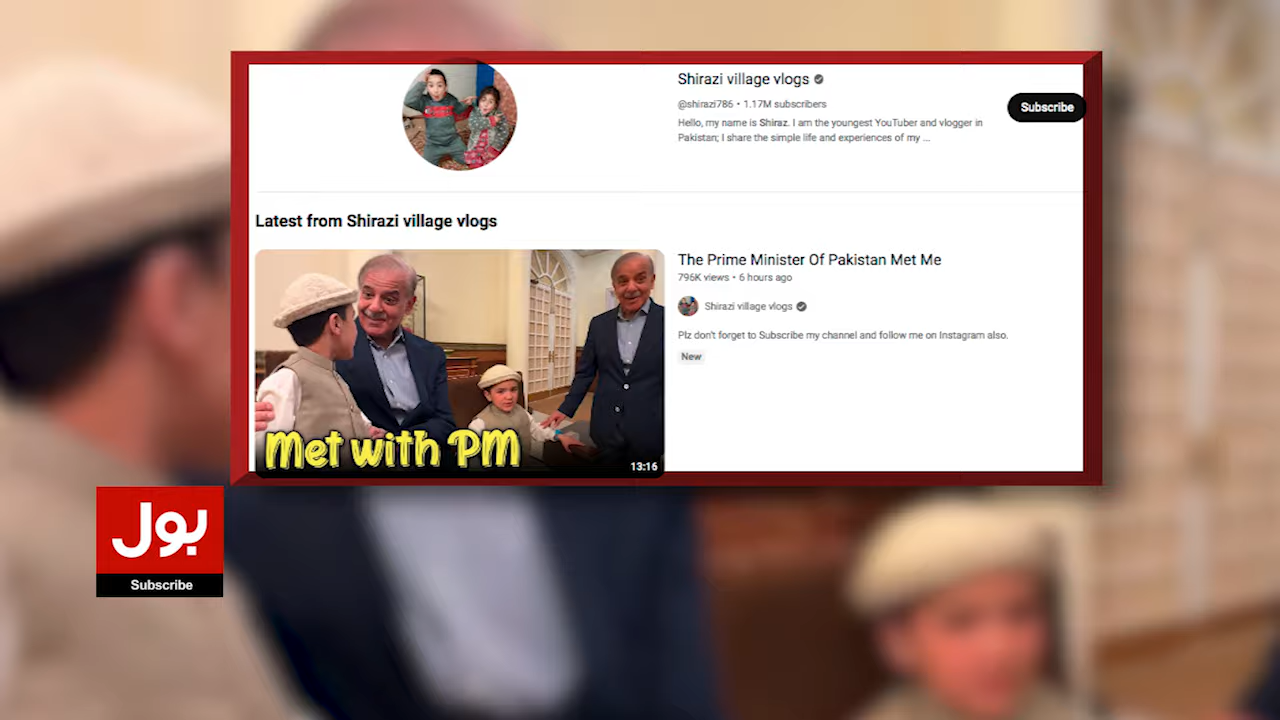 Shirazi village vlogs
@shirazi786 • 1.17M subscribers
Subscribe
Hello, my name is Shiraz. I am the youngest YouTuber and vlogger in
Pakistan; I share the simple life and experiences of my ...
Latest from Shirazi village vlogs
Met with PM
13:16
The Prime Minister Of Pakistan Met Me
796K views • 6 hours ago
Shirazi village vlogs
Plz don't forget to Subscribe my channel and follow me on Instagram also.
New
بول
Subscribe